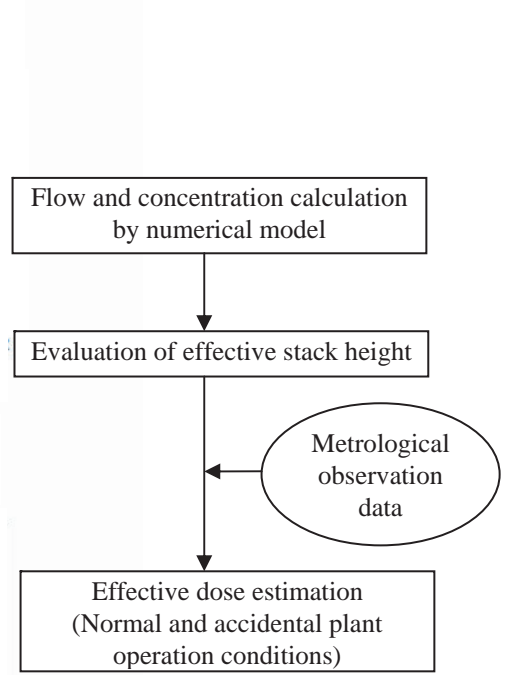 Flow and concentration calculation
by numerical model
Evaluation of effective stack height
Metrological
observation
data
Effective dose estimation
(Normal and accidental plant
operation conditions)